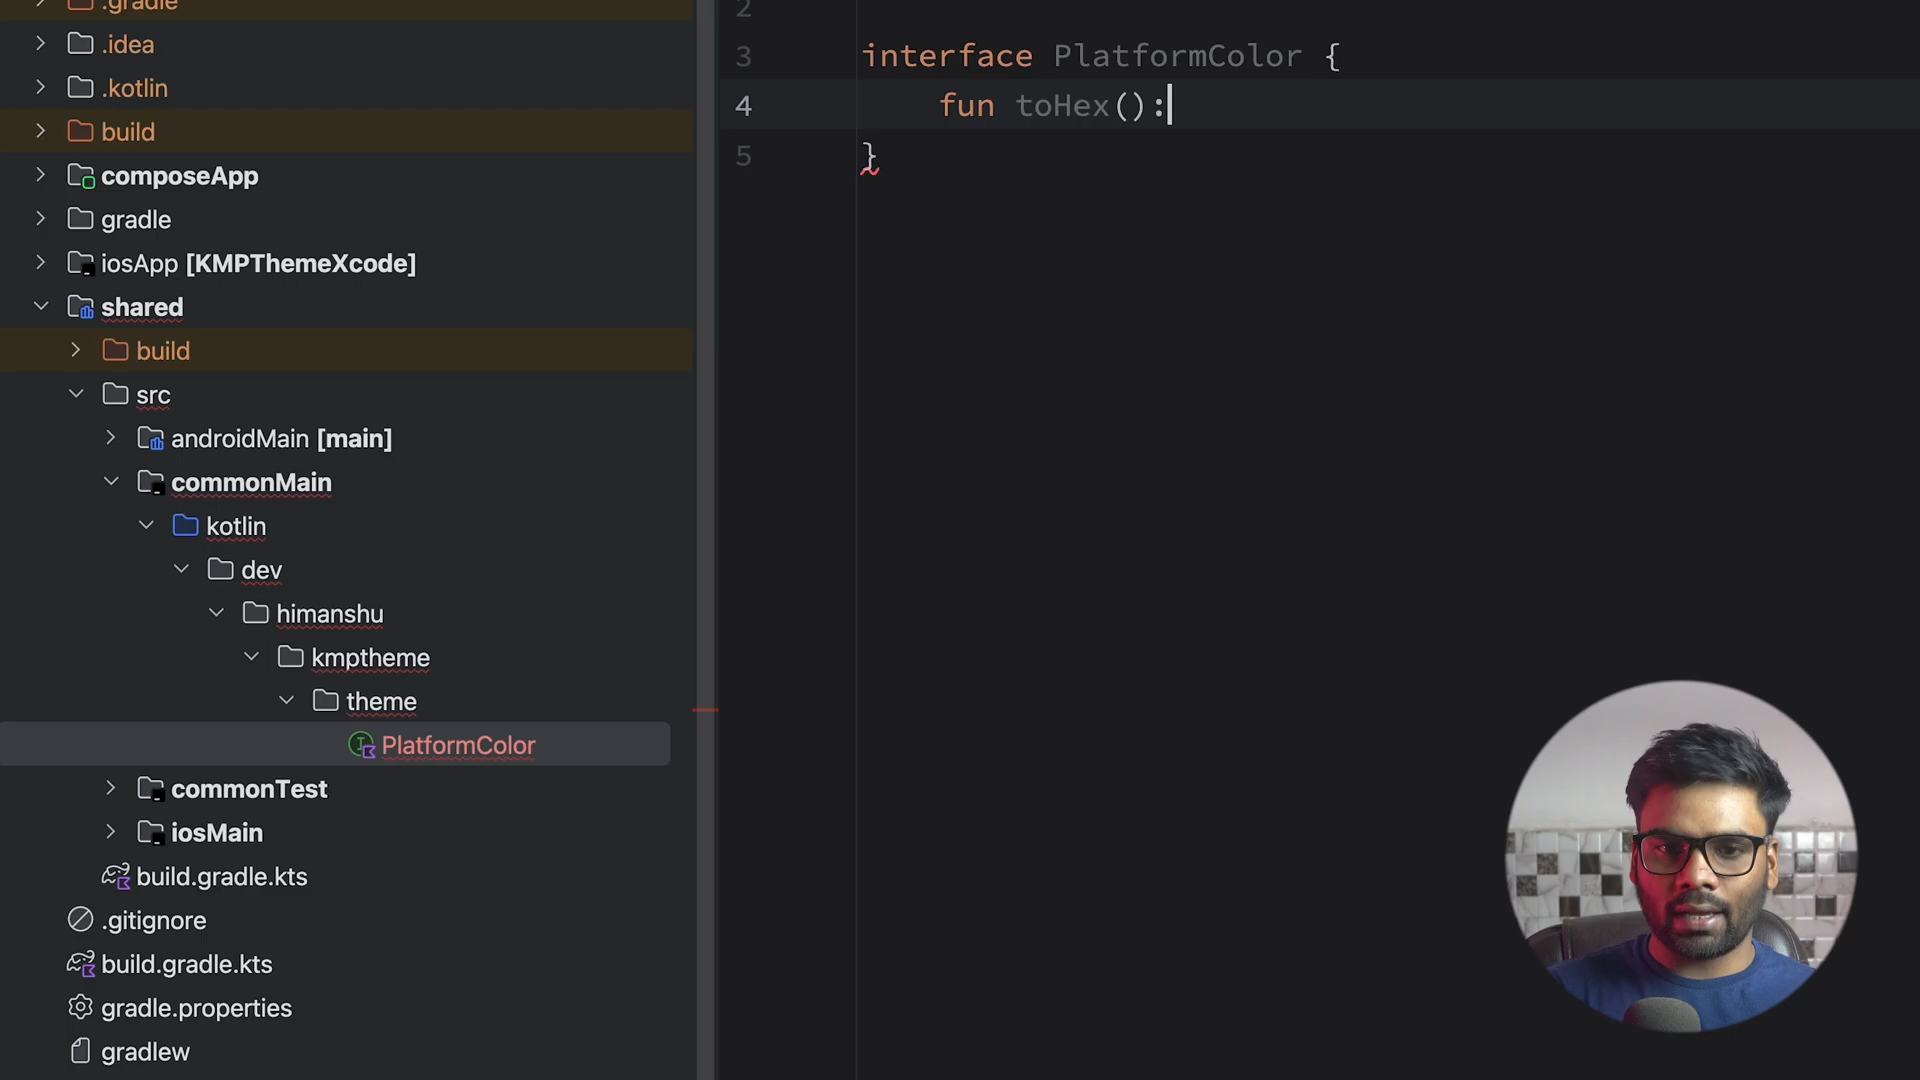 .gradle
.idea
.kotlin
build
composeApp
gradle
iosApp [KMPThemeXcode]
shared
build
src
androidMain [main]
commonMain
kotlin
dev
himanshu
kmptheme
theme
PlatformColor
commonTest
iosMain
build.gradle.kts
.gitignore
build.gradle.kts
gradle.properties
gradlew
2
3 interface PlatformColor {
4 fun toHex():
5 }